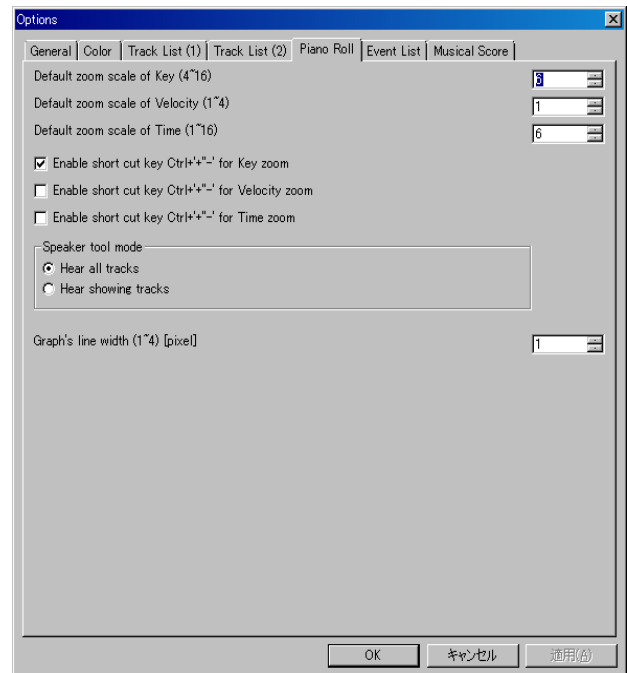 Options
General Color Track List (1) Track List (2) Piano Roll Event List Musical Score
Default zoom scale of Key (4~16) 6
Default zoom scale of Velocity (1~4) 1
Default zoom scale of Time (1~16) 6
Enable short cut key Ctrl+'+''-' for Key zoom
Enable short cut key Ctrl+'+''-' for Velocity zoom
Enable short cut key Ctrl+'+''-' for Time zoom
Speaker tool mode
Hear all tracks
Hear showing tracks
Graph's line width (1~4) [pixel] 1
OK キャンセル 適用(A)